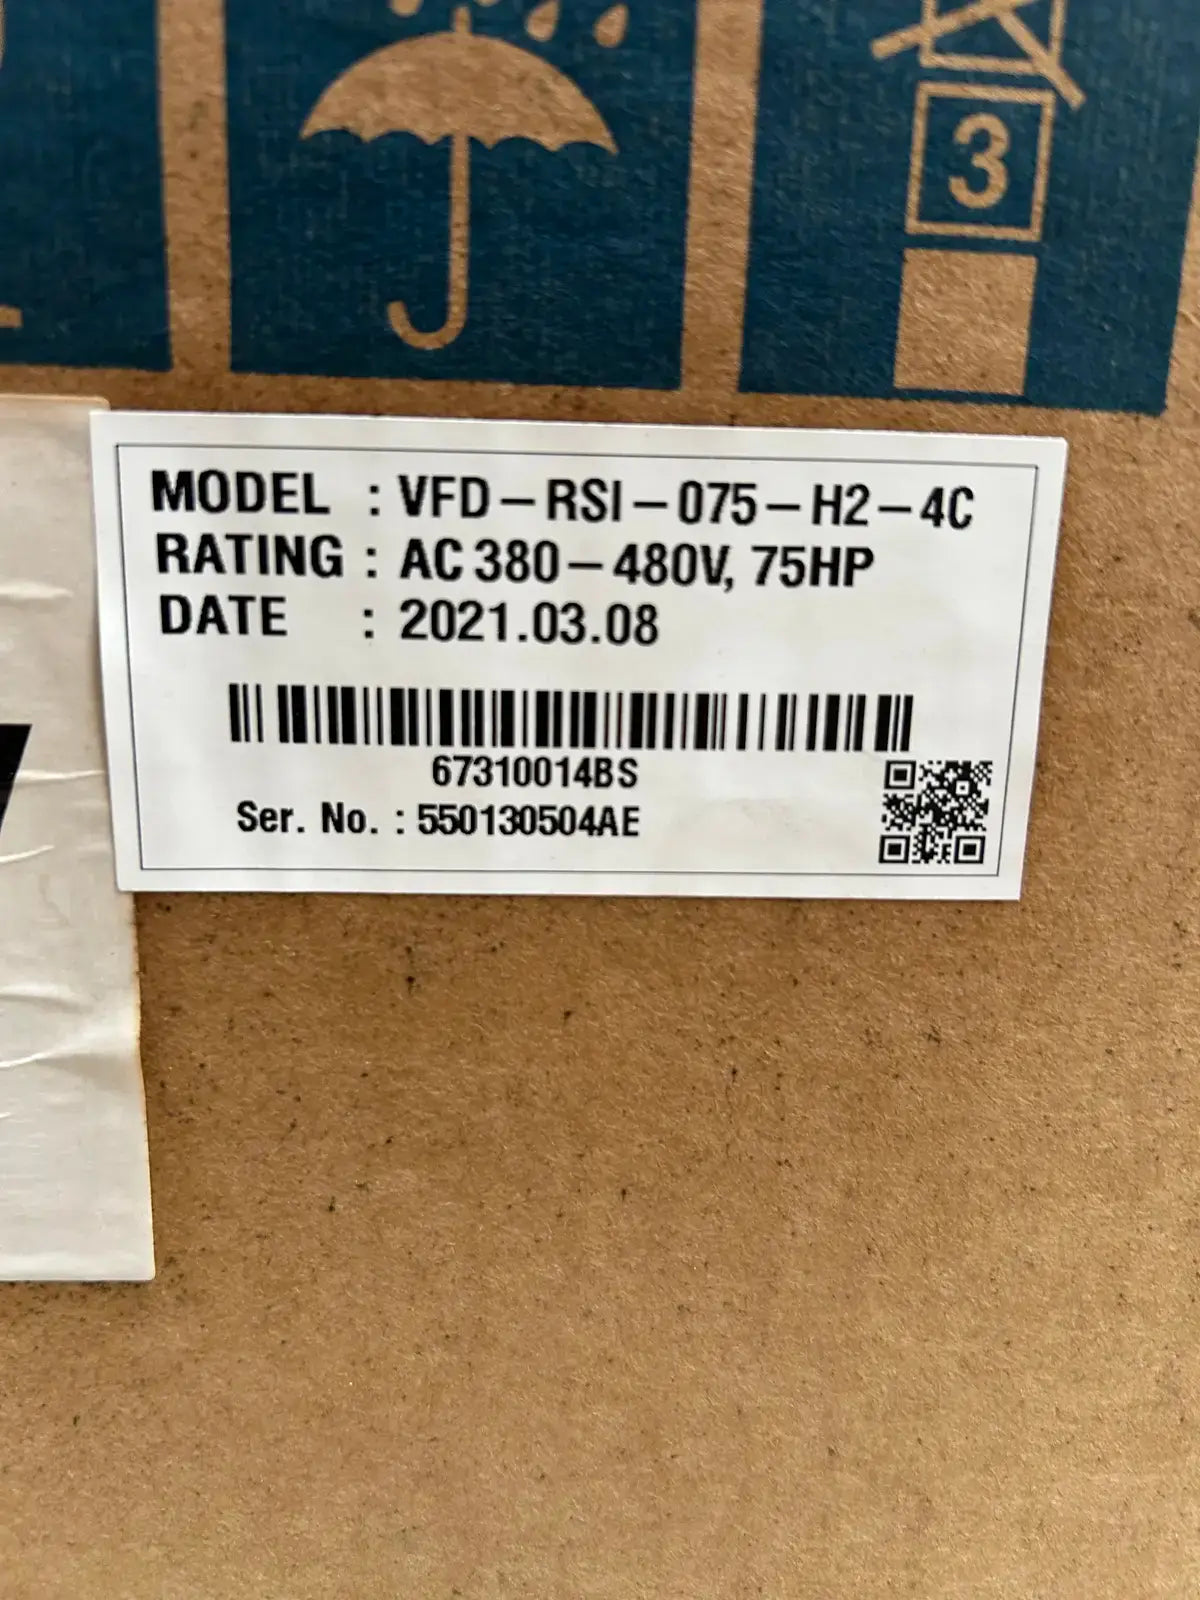 3
MODEL : VFD-RSI-075-H2-4C
RATING : AC 380-480V, 75HP
DATE : 2021.03.08
67310014BS
Ser. No. : 550130504AE